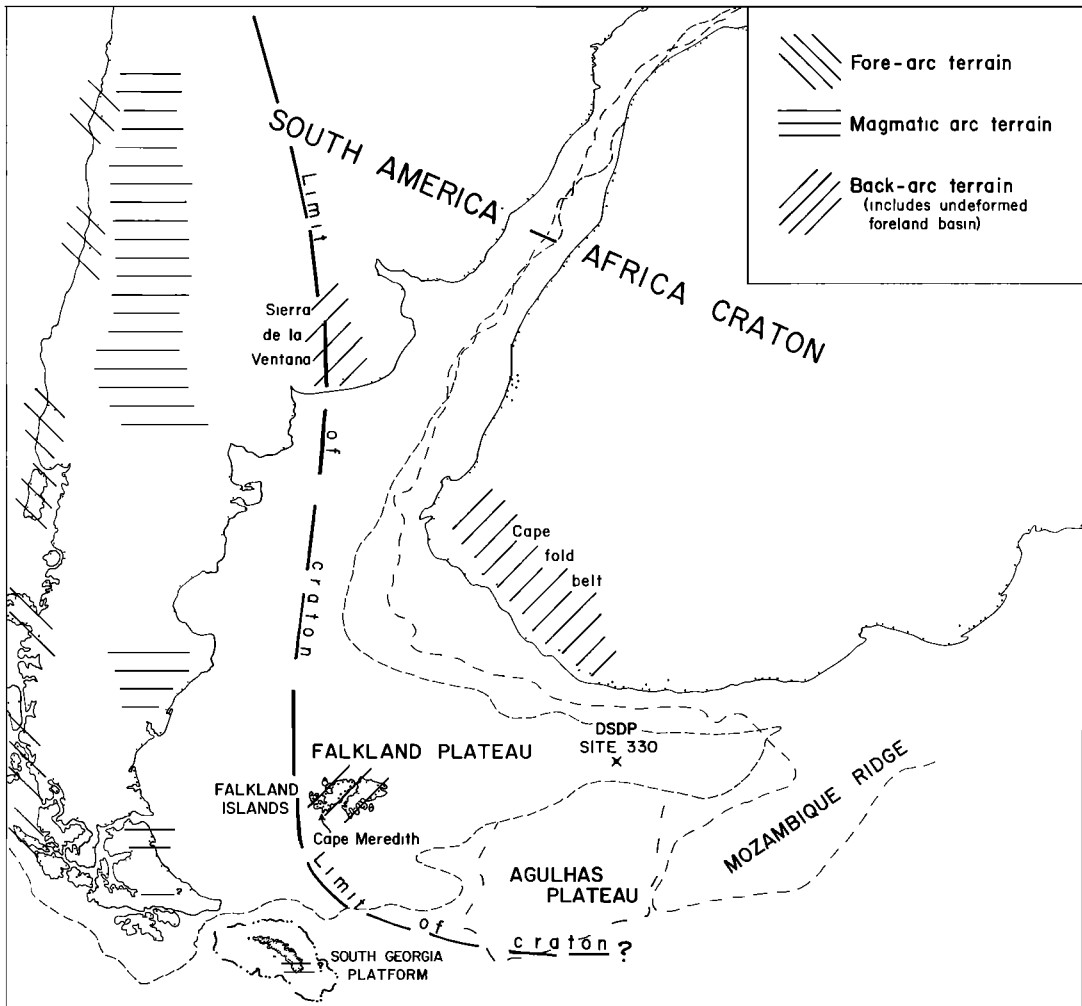 Fore-arc terrain
Magmatic arc terrain
Back-arc terrain
(includes undeformed
foreland basin)
SOUTH AMERICA
AFRICA CRATON
Limit
of
craton
Sierra
de la
Ventana
Cape
fold
belt
DSDP
SITE 330
x
FALKLAND PLATEAU
FALKLAND
ISLANDS
Cape Meredith
MOZAMBIQUE RIDGE
AGULHAS
PLATEAU
Limit
of
craton ?
?
SOUTH GEORGIA
PLATFORM
?